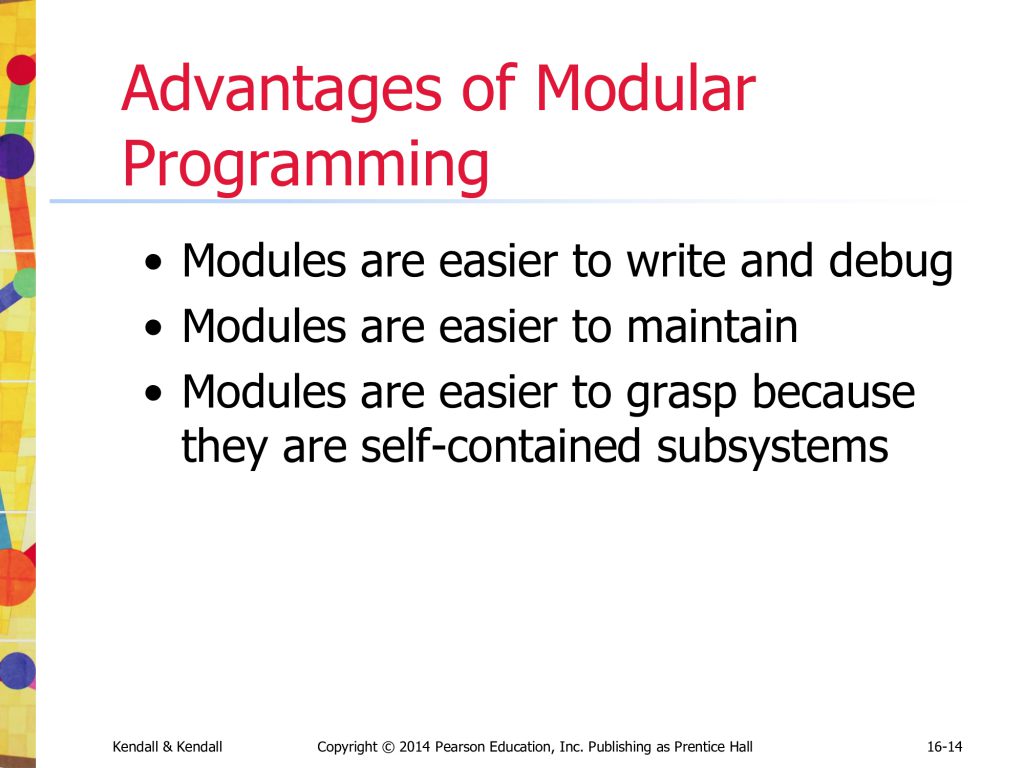 Advantages of Modular
Programming
• Modules are easier to write and debug
• Modules are easier to maintain
• Modules are easier to grasp because
they are self-contained subsystems
Kendall & Kendall Copyright © 2014 Pearson Education, Inc. Publishing as Prentice Hall 16-14